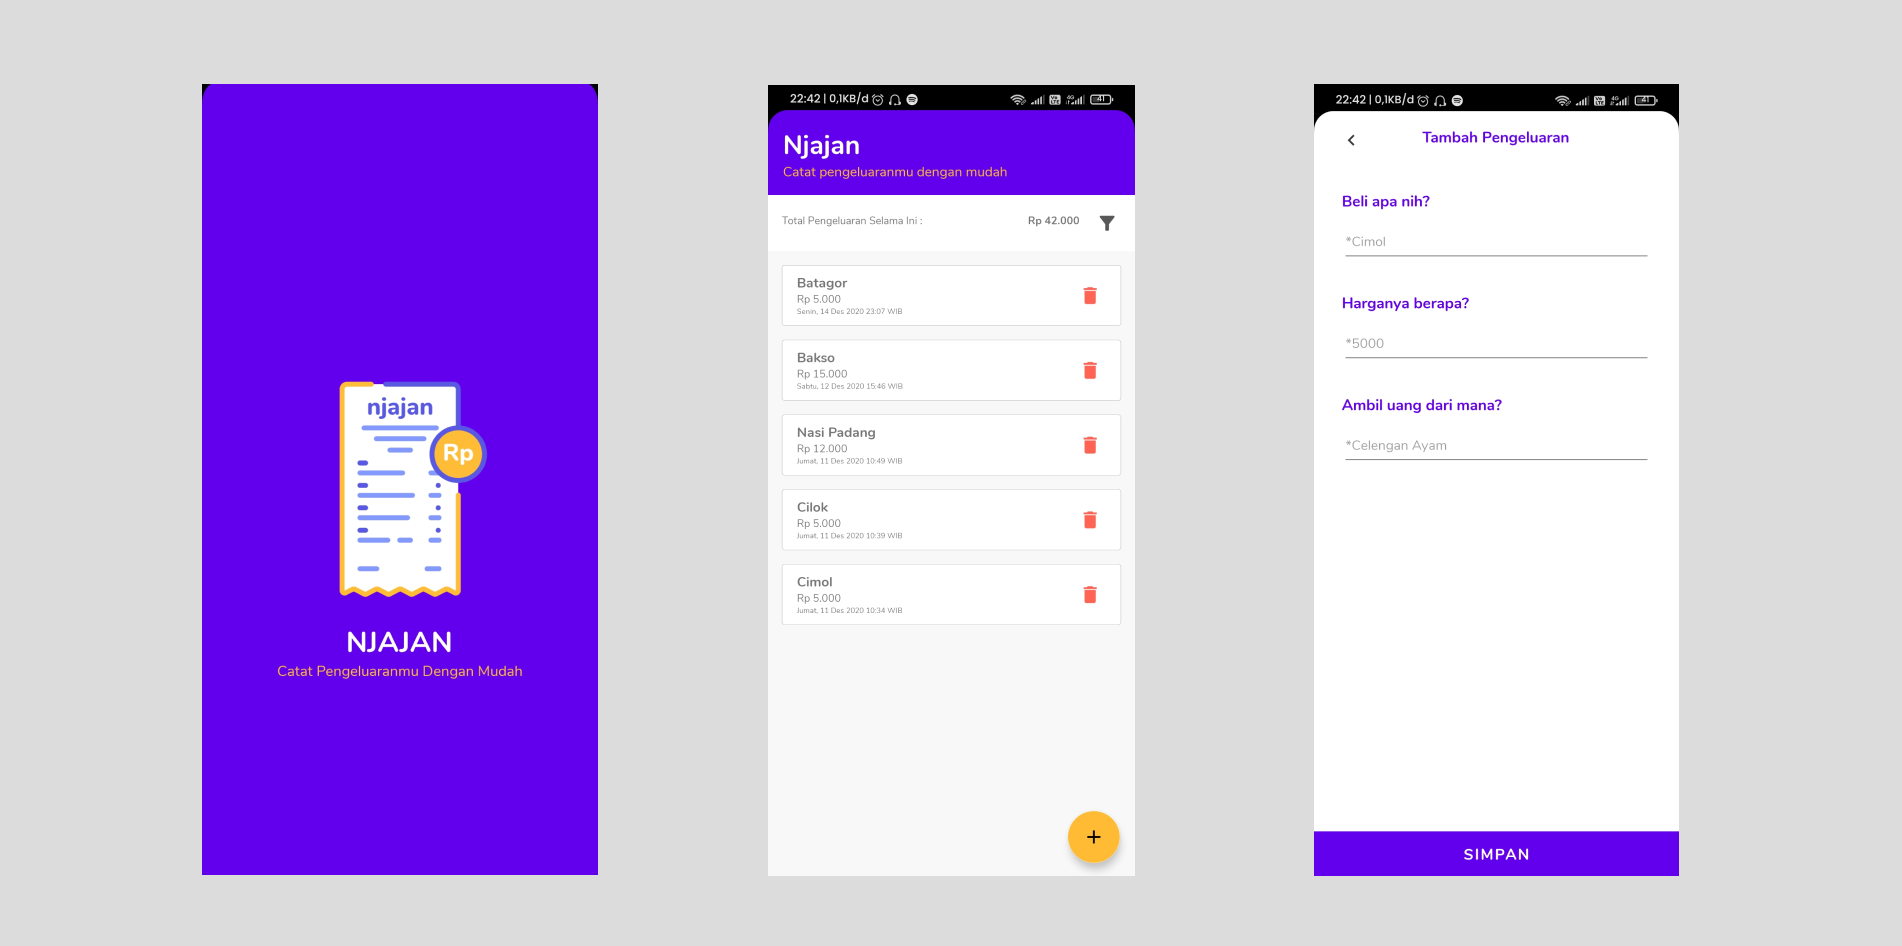 njajan
Rp
NJAJAN
Catat Pengeluaranmu Dengan Mudah
22:42 | 0,1KB/d
4G
41
Njajan
Catat pengeluaranmu dengan mudah
Total Pengeluaran Selama Ini :
Rp 42.000
Batagor
Rp 5.000
Senin, 14 Des 2020 23:07 WIB
Bakso
Rp 15.000
Sabtu, 12 Des 2020 15:46 WIB
Nasi Padang
Rp 12.000
Jumat, 11 Des 2020 10:49 WIB
Cilok
Rp 5.000
Jumat, 11 Des 2020 10:39 WIB
Cimol
Rp 5.000
Jumat, 11 Des 2020 10:34 WIB
+
22:42 | 0,1KB/d
4G
41
Tambah Pengeluaran
Beli apa nih?
*Cimol
Harganya berapa?
*5000
Ambil uang dari mana?
*Celengan Ayam
SIMPAN